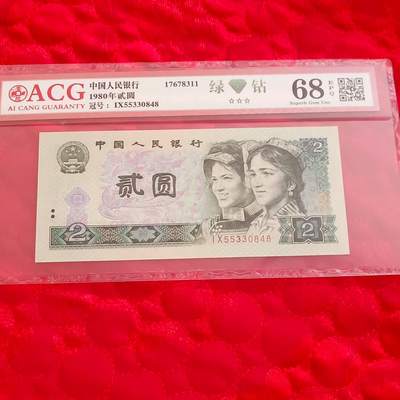 ACG
AI CANG GUARANTY
中国人民银行
1980年贰圆
冠号：IX55330848
17678311
绿 钻
☆☆☆
68 EPQ
Superb Gem Unc
中国人民银行
贰圆
2
2
2
IX55330848